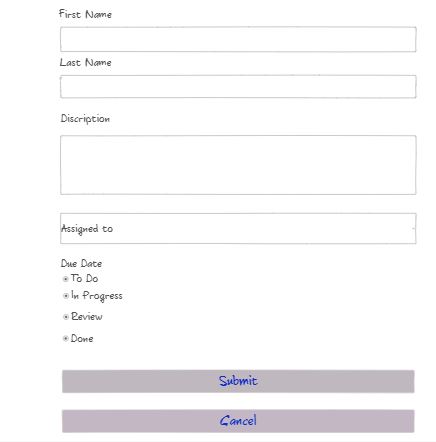 First Name
Last Name
Discription
Assigned to
Due Date
To Do
In Progress
Review
Done
Submit
Cancel